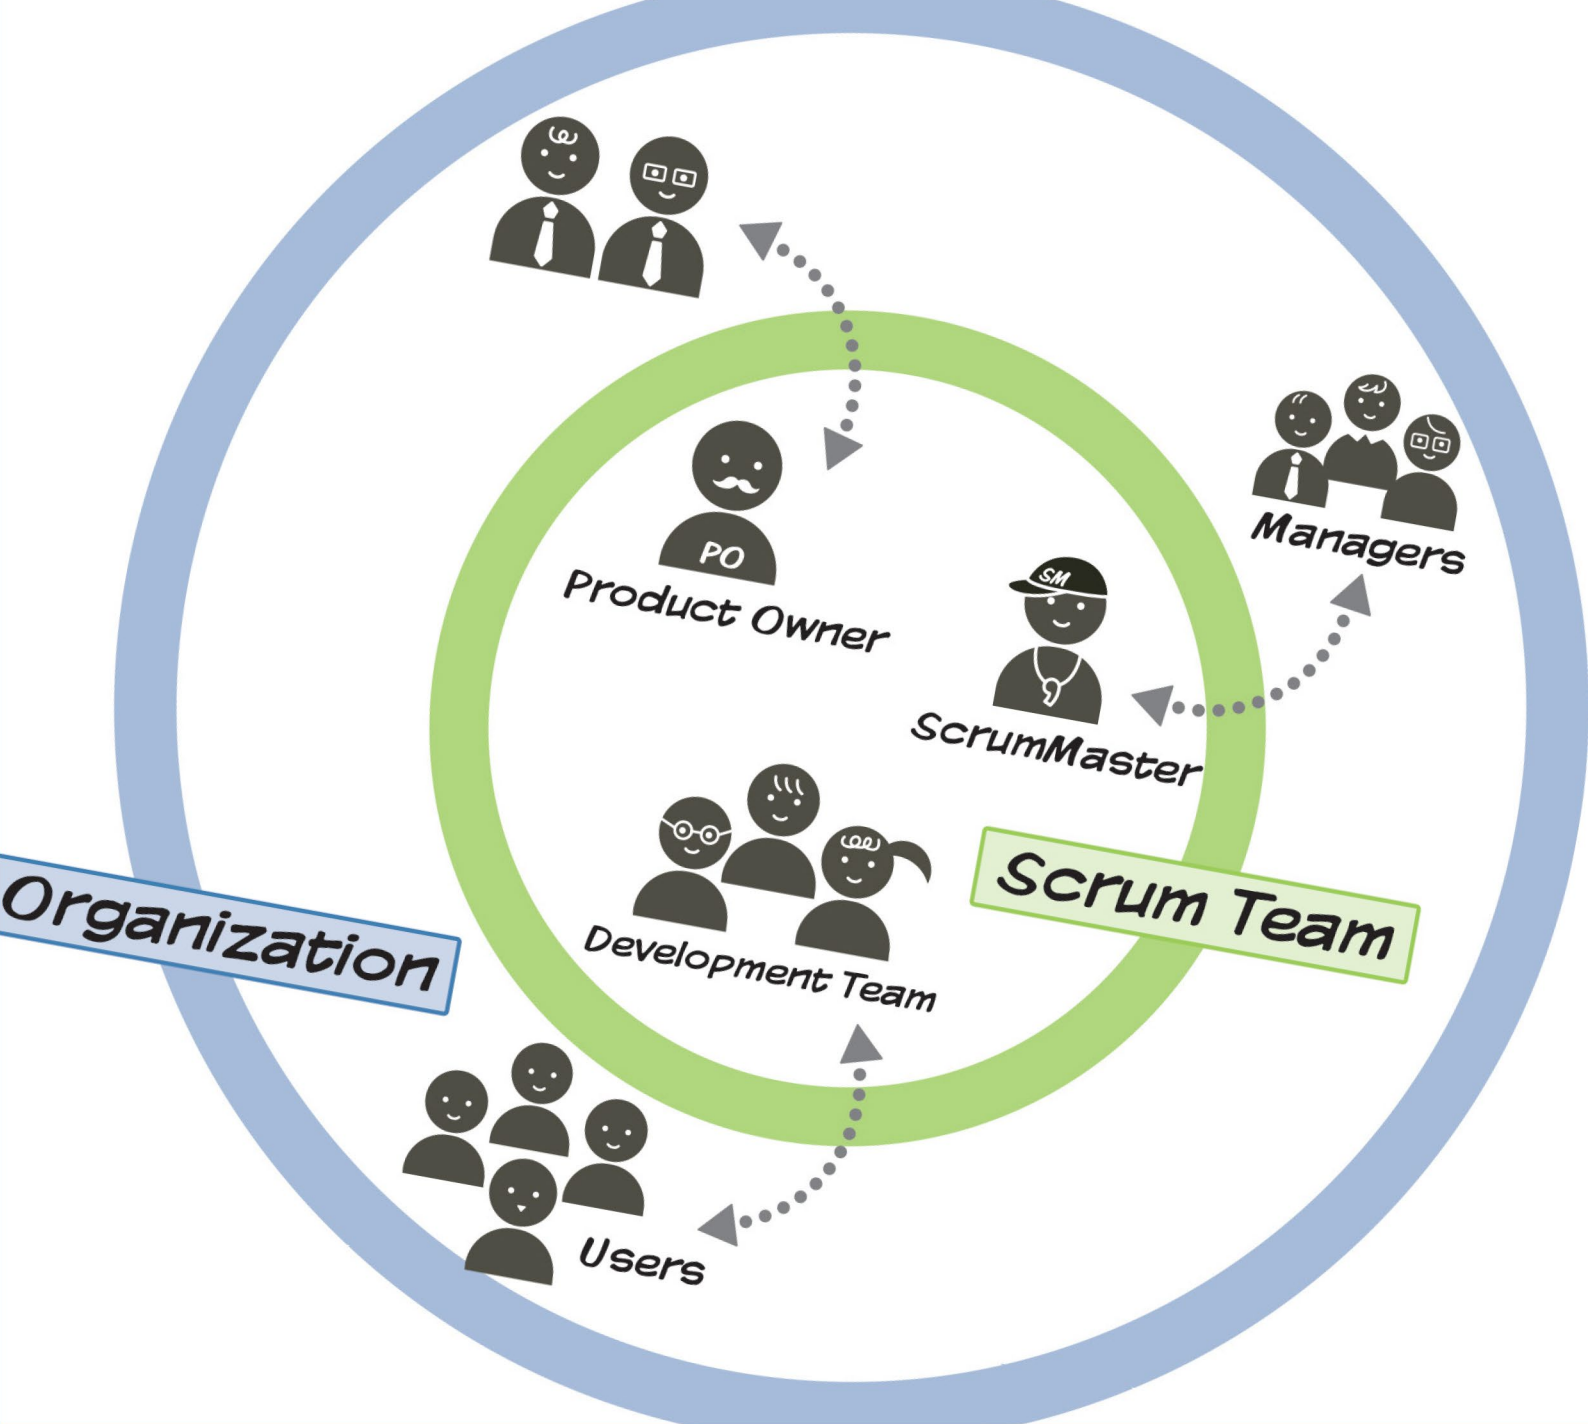 PO
Product Owner
Managers
SM
ScrumMaster
Development Team
Scrum Team
Organization
Users